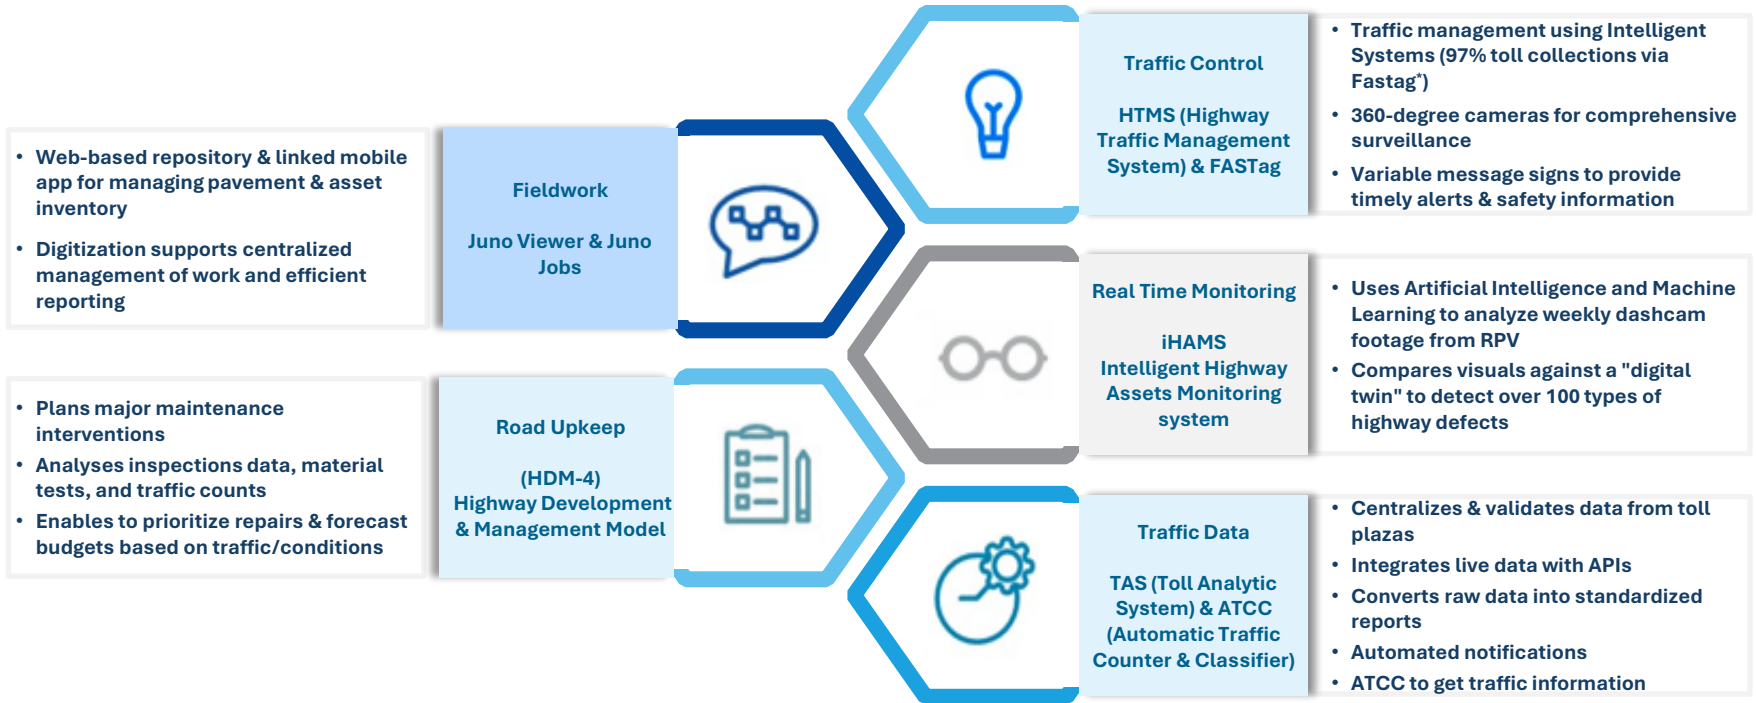 • Web-based repository & linked mobile
app for managing pavement & asset
inventory
• Digitization supports centralized
management of work and efficient
reporting
Fieldwork
Juno Viewer & Juno
Jobs
• Plans major maintenance
interventions
• Analyses inspections data, material
tests, and traffic counts
• Enables to prioritize repairs & forecast
budgets based on traffic/conditions
Road Upkeep
(HDM-4)
Highway Development
& Management Model
Traffic Control
HTMS (Highway
Traffic Management
System) & FASTag
• Traffic management using Intelligent
Systems (97% toll collections via
Fastag*)
• 360-degree cameras for comprehensive
surveillance
• Variable message signs to provide
timely alerts & safety information
Real Time Monitoring
iHAMS
Intelligent Highway
Assets Monitoring
system
• Uses Artificial Intelligence and Machine
Learning to analyze weekly dashcam
footage from RPV
• Compares visuals against a "digital
twin" to detect over 100 types of
highway defects
Traffic Data
TAS (Toll Analytic
System) & ATCC
(Automatic Traffic
Counter & Classifier)
• Centralizes & validates data from toll
plazas
• Integrates live data with APIs
• Converts raw data into standardized
reports
• Automated notifications
• ATCC to get traffic information